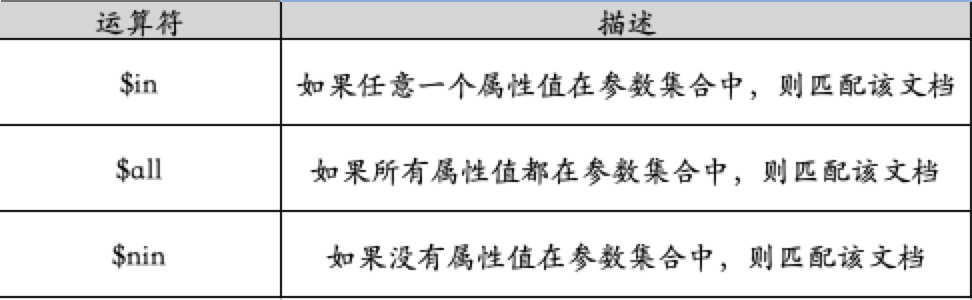 运算符 描述
$in 如果任意一个属性值在参数集合中，则匹配该文档
$all 如果所有属性值都在参数集合中，则匹配该文档
$nin 如果没有属性值在参数集合中，则匹配该文档